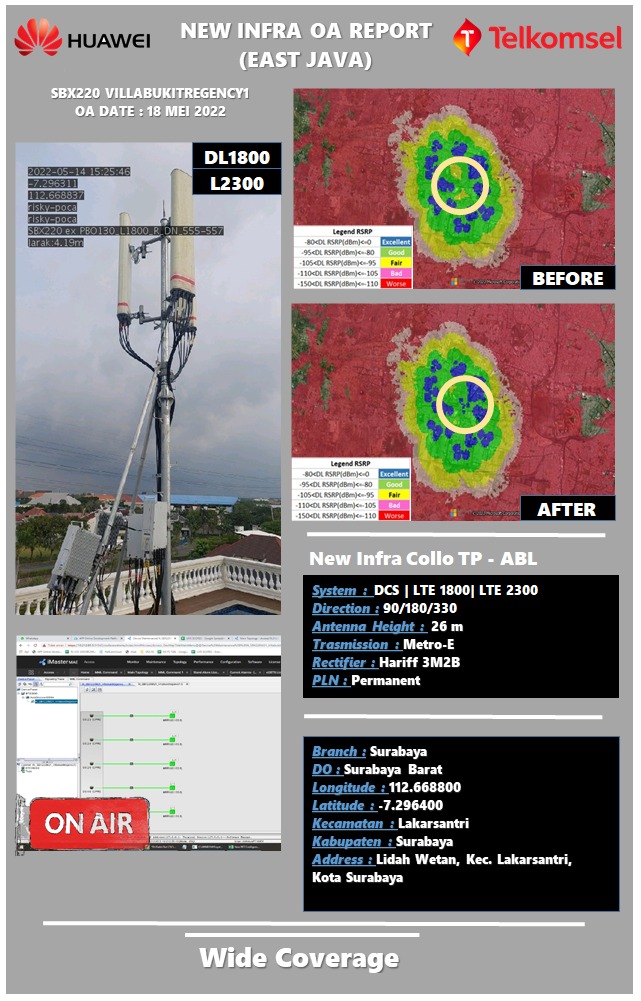 HUAWEI
NEW INFRA OA REPORT
(EAST JAVA)
Telkomsel
SBX220 VILLABUKITREGENCY1
OA DATE : 18 MEI 2022
DL1800
L2300
2022-05-14 15:25:46
-7.296311
112.668837
risky-poca
risky-poca
SBX220 ex PBO130_L1800_R_DN_555-557
Jarak:4.19m
Legend RSRP
-80<DL RSRP(dBm)<=0 Excellent
-95<DL RSRP(dBm)<=-80 Good
-105<DL RSRP(dBm)<=-95 Fair
-110<DL RSRP(dBm)<=-105 Bad
-150<DL RSRP(dBm)<=-110 Worse
BEFORE
Legend RSRP
-80<DL RSRP(dBm)<=0 Excellent
-95<DL RSRP(dBm)<=-80 Good
-105<DL RSRP(dBm)<=-95 Fair
-110<DL RSRP(dBm)<=-105 Bad
-150<DL RSRP(dBm)<=-110 Worse
AFTER
New Infra Collo TP - ABL
System : DCS | LTE 1800| LTE 2300
Direction : 90/180/330
Antenna Height : 26 m
Trasmission : Metro-E
Rectifier : Hariff 3M2B
PLN : Permanent
iMaster MAE
ON AIR
Branch : Surabaya
DO : Surabaya Barat
Longitude : 112.668800
Latitude : -7.296400
Kecamatan : Lakarsantri
Kabupaten : Surabaya
Address : Lidah Wetan, Kec. Lakarsantri,
Kota Surabaya
Wide Coverage